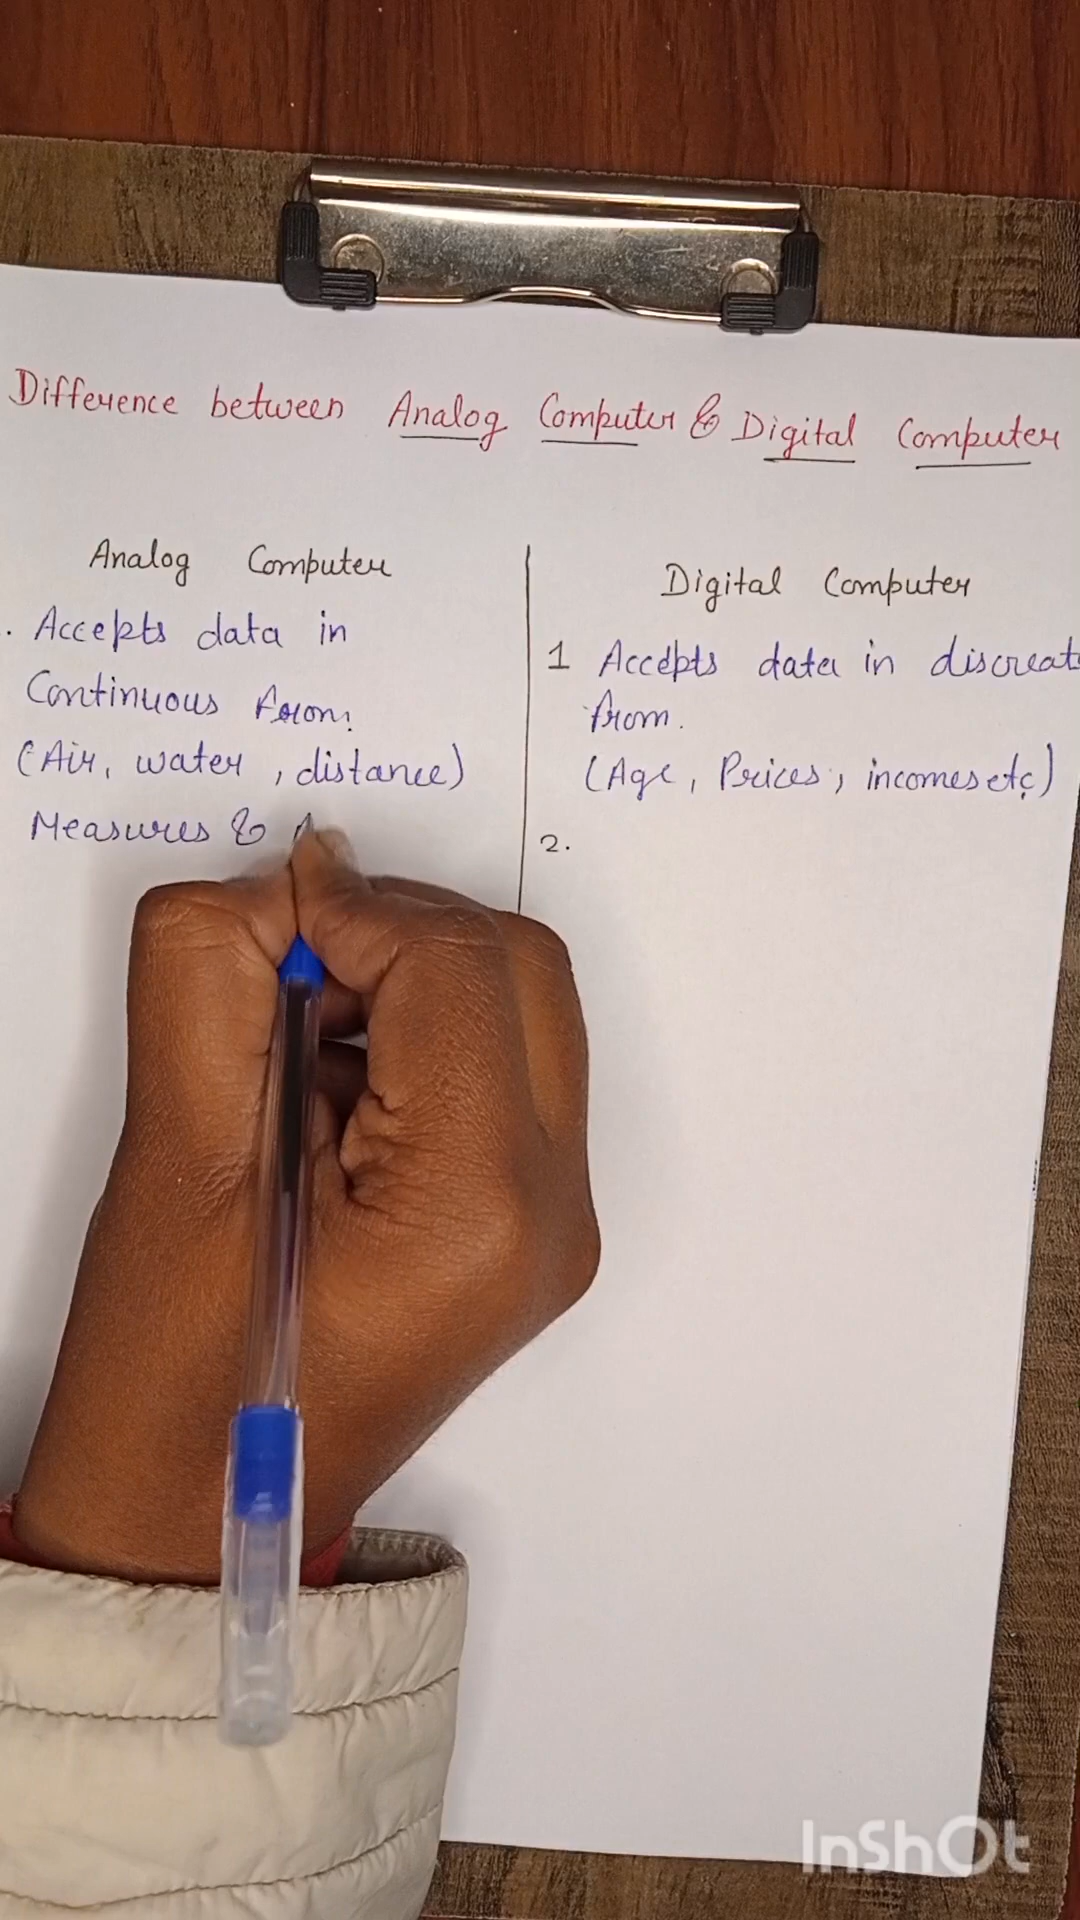 Difference between Analog Computer & Digital Computer
Analog Computer
. Accepts data in
Continuous form.
(Air, water, distance)
Measures &
Digital Computer
1 Accepts data in discreat
from.
(Age, Prices, incomes etc)
2.
InShOt